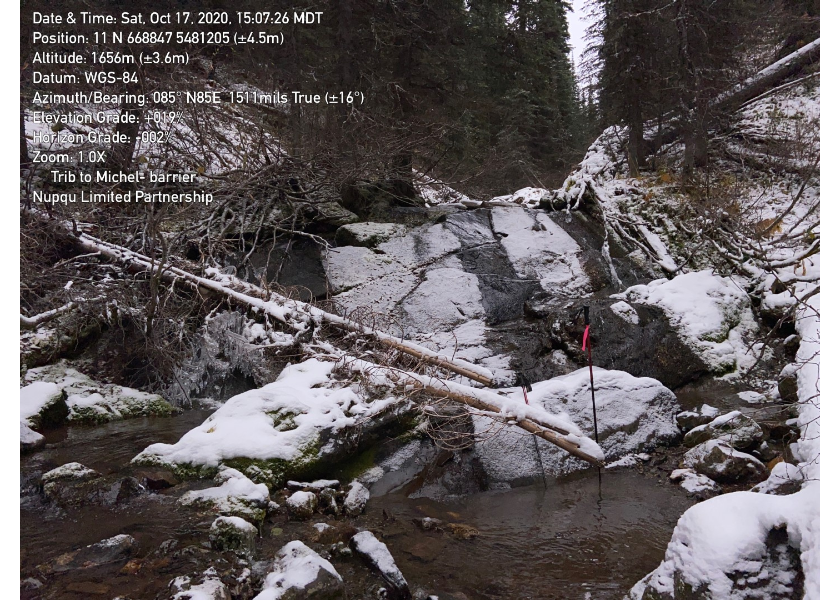 Date & Time: Sat, Oct 17, 2020, 15:07:26 MDT
Position: 11 N 668847 5481205 (±4.5m)
Altitude: 1656m (±3.6m)
Datum: WGS-84
Azimuth/Bearing: 085° N85E 1511mils True (±16°)
Elevation Grade: +019%
Horizon Grade: -002%
Zoom: 1.0X
Trib to Michel- barrier
Nupqu Limited Partnership